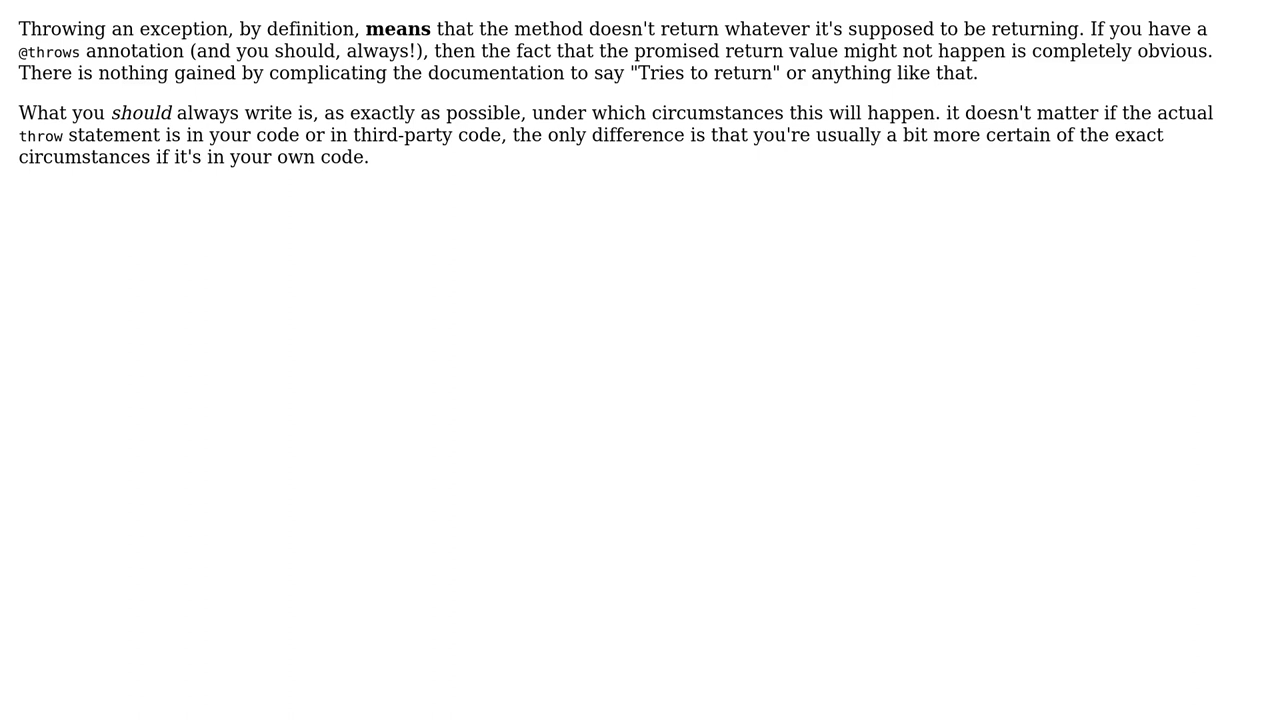 Throwing an exception, by definition, means that the method doesn't return whatever it's supposed to be returning. If you have a
@throws annotation (and you should, always!), then the fact that the promised return value might not happen is completely obvious.
There is nothing gained by complicating the documentation to say "Tries to return" or anything like that.
What you should always write is, as exactly as possible, under which circumstances this will happen. it doesn't matter if the actual
throw statement is in your code or in third-party code, the only difference is that you're usually a bit more certain of the exact
circumstances if it's in your own code.